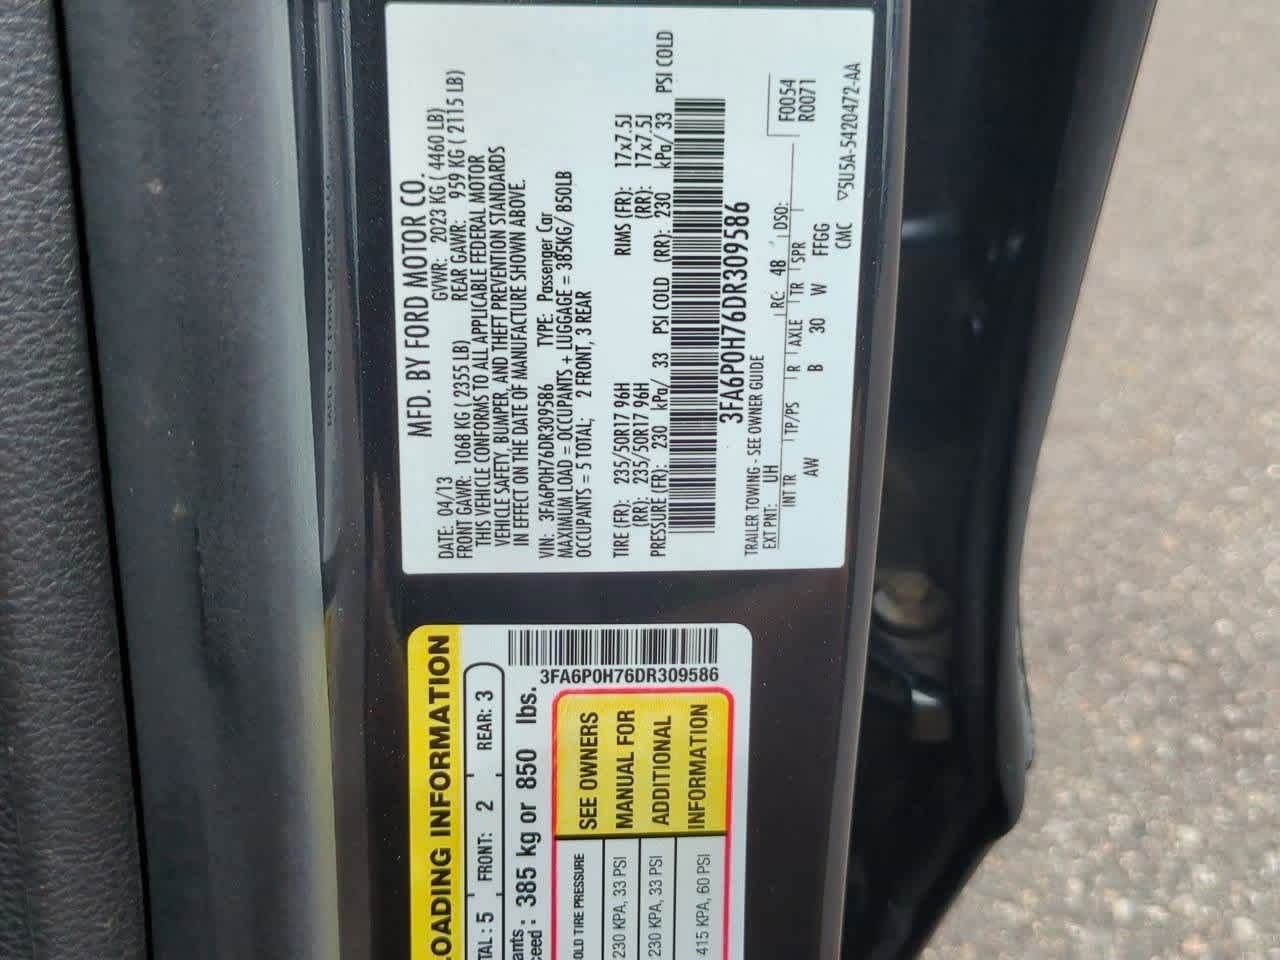 MFD. BY FORD MOTOR CO.
DATE: 04/13 GVWR: 2023 KG ( 4460 LB)
FRONT GAWR: 1068 KG ( 2355 LB) REAR GAWR: 959 KG ( 2115 LB)
THIS VEHICLE CONFORMS TO ALL APPLICABLE FEDERAL MOTOR
VEHICLE SAFETY, BUMPER, AND THEFT PREVENTION STANDARDS
IN EFFECT ON THE DATE OF MANUFACTURE SHOWN ABOVE.
VIN: 3FA6P0H76DR309586 TYPE: Passenger Car
MAXIMUM LOAD = OCCUPANTS + LUGGAGE = 385KG/ 850LB
OCCUPANTS = 5 TOTAL; 2 FRONT, 3 REAR
TIRE (FR): 235/50R17 96H RIMS (FR): 17x7.5J
(RR): 235/50R17 96H (RR): 17x7.5J
PRESSURE (FR): 230 kPa/ 33 PSI COLD (RR): 230 kPa/ 33 PSI COLD
3FA6P0H76DR309586
TRAILER TOWING - SEE OWNER GUIDE F0054
EXT PNT: UH RC: 48 DSO: R0071
INT TR TP/PS R AXLE TR SPR
AW B 30 W FFGG
CMC ▽5U5A-5420472-AA
OADING INFORMATION
TAL : 5 FRONT: 2 REAR: 3
ants :
ceed : 385 kg or 850 lbs.
3FA6P0H76DR309586
OLD TIRE PRESSURE
230 KPA, 33 PSI
230 KPA, 33 PSI
415 KPA, 60 PSI
SEE OWNERS
MANUAL FOR
ADDITIONAL
INFORMATION